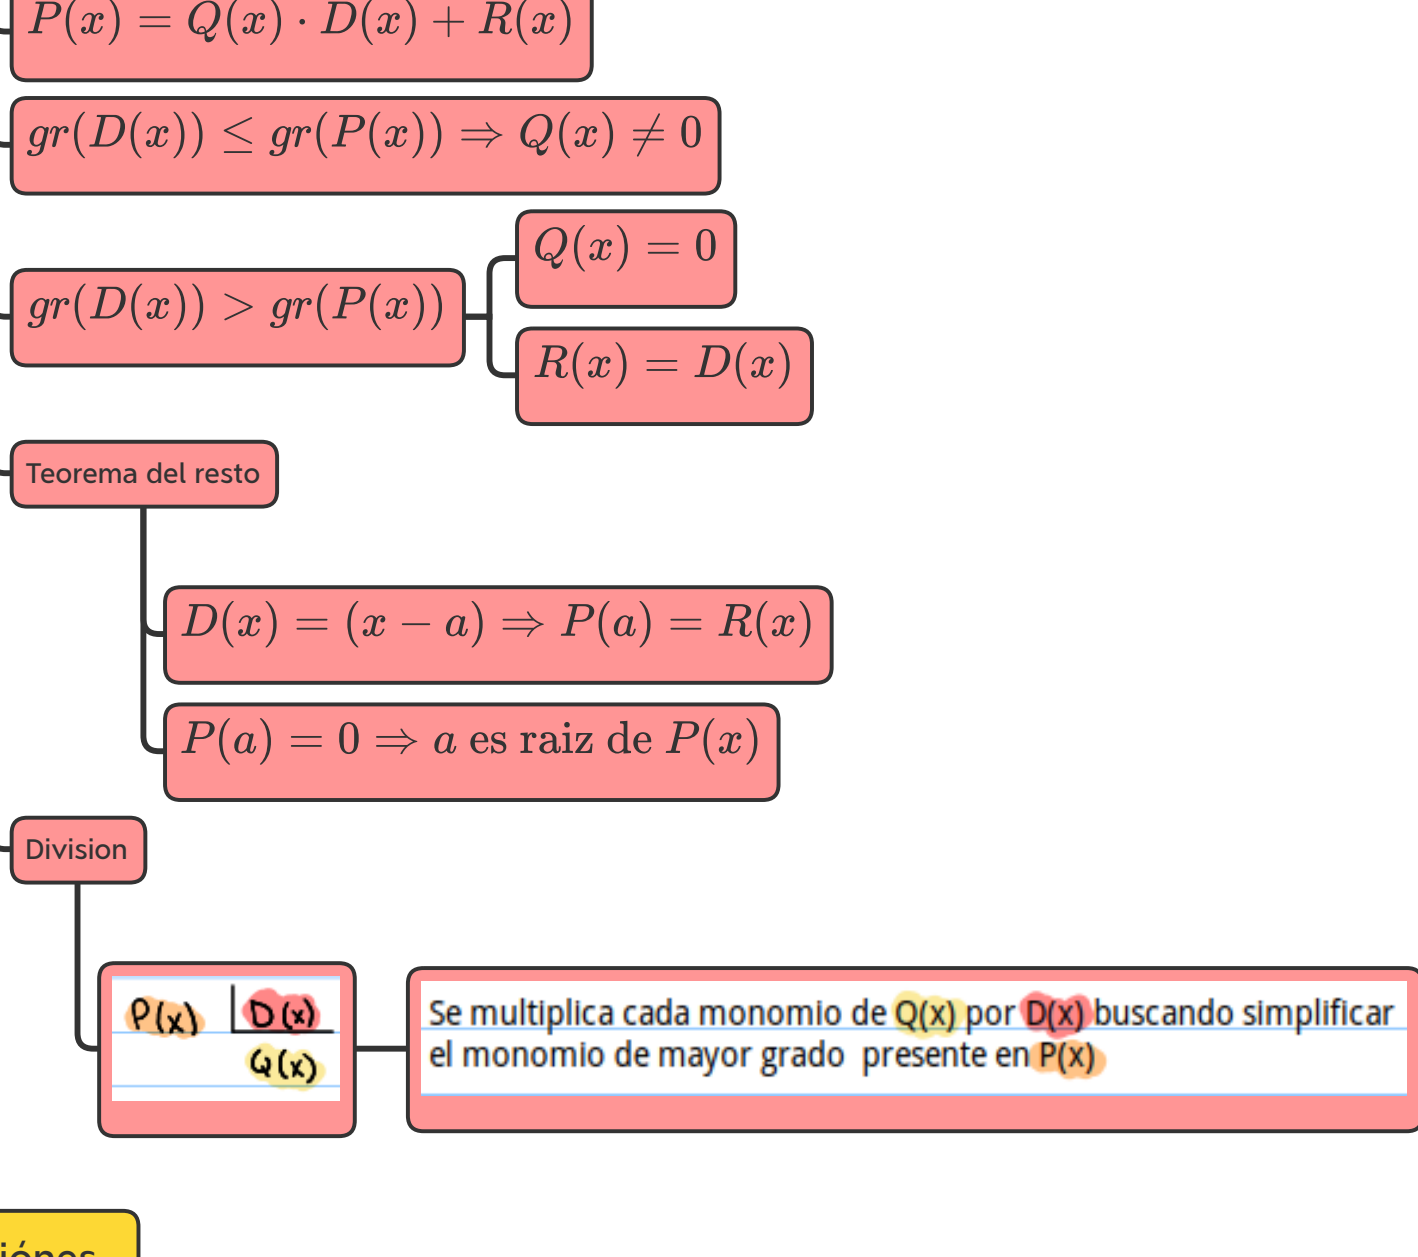 P(x) = Q(x) · D(x) + R(x)
gr(D(x)) ≤ gr(P(x)) ⇒ Q(x) ≠ 0
gr(D(x)) > gr(P(x))
Q(x) = 0
R(x) = D(x)
Teorema del resto
D(x) = (x − a) ⇒ P(a) = R(x)
P(a) = 0 ⇒ a es raiz de P(x)
Division
P(x) D(x)
Q(x)
Se multiplica cada monomio de Q(x) por D(x) buscando simplificar
el monomio de mayor grado presente en P(x)